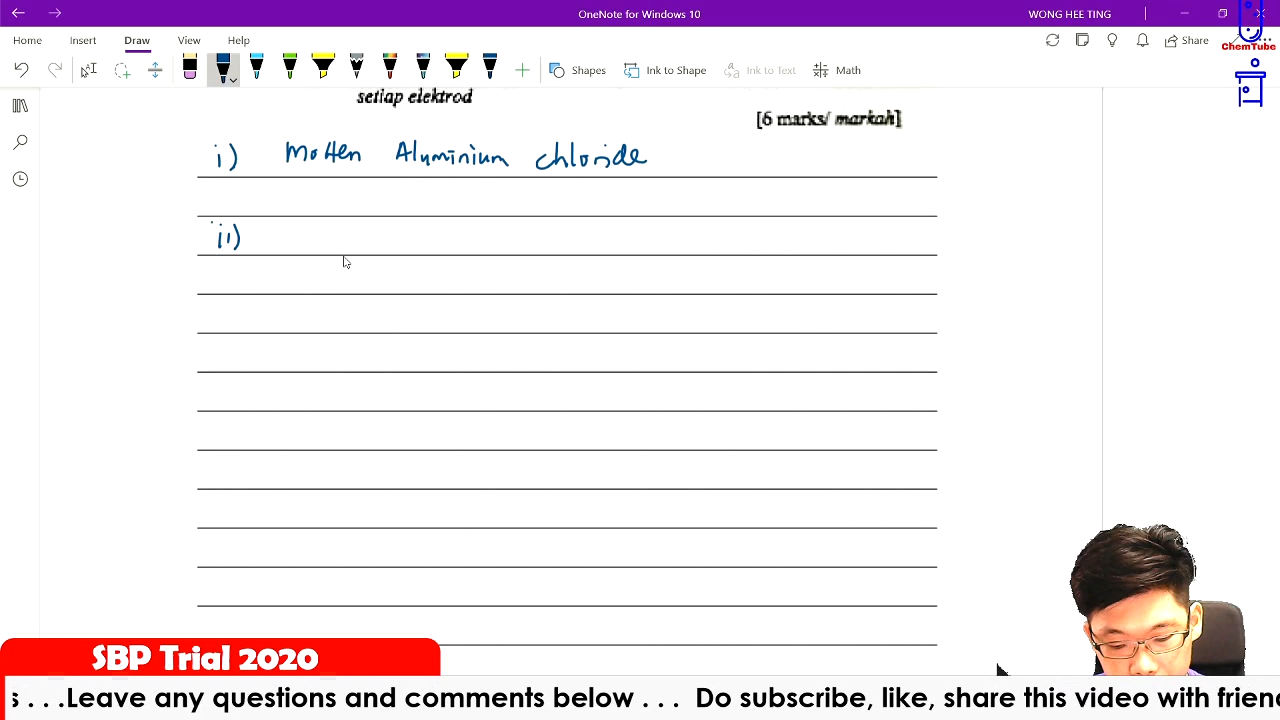 OneNote for Windows 10
WONG HEE TING
Home Insert Draw View Help
Share
ChemTube
Shapes Ink to Shape Ink to Text Math
setiap elektrod
[6 marks/ markah]
i) Molten Aluminium chloride
ii)
SBP Trial 2020
s . . .Leave any questions and comments below . . . Do subscribe, like, share this video with frien